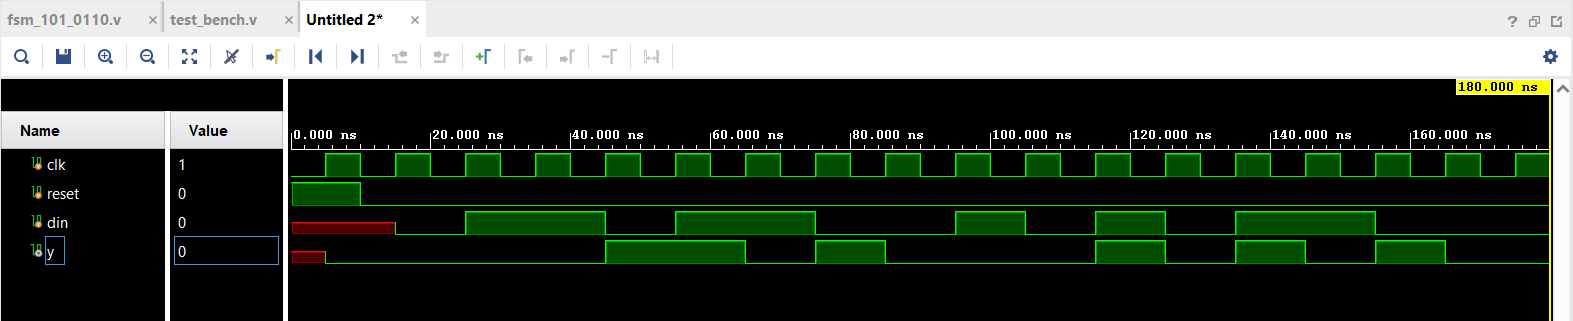 fsm_101_0110.v × test_bench.v × Untitled 2* ×
?
180.000 ns
Name Value
0.000 ns 20.000 ns 40.000 ns 60.000 ns 80.000 ns 100.000 ns 120.000 ns 140.000 ns 160.000 ns
clk 1
reset 0
din 0
y 0